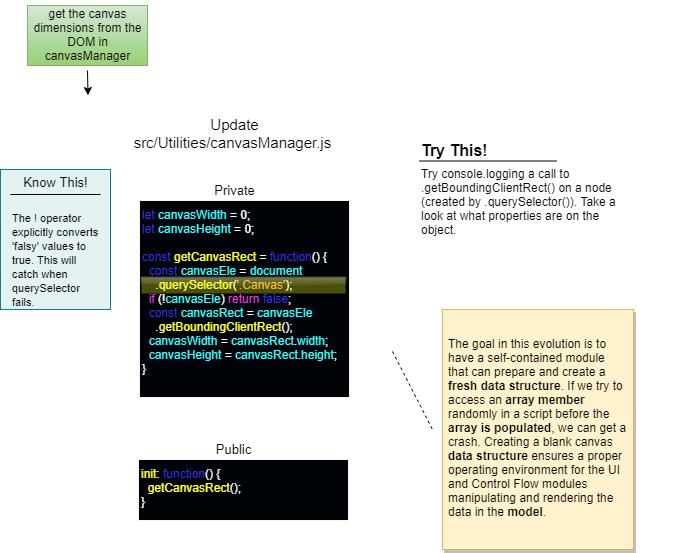 get the canvas
dimensions from the
DOM in
canvasManager
Update
src/Utilities/canvasManager.js
Know This!
The ! operator
explicitly converts
'falsy' values to
true. This will
catch when
querySelector
fails.
Private
let canvasWidth = 0;
let canvasHeight = 0;
const getCanvasRect = function() {
const canvasEle = document
.querySelector('.Canvas');
if (!canvasEle) return false;
const canvasRect = canvasEle
.getBoundingClientRect();
canvasWidth = canvasRect.width;
canvasHeight = canvasRect.height;
}
Public
init: function() {
getCanvasRect();
}
Try This!
Try console.logging a call to
.getBoundingClientRect() on a node
(created by .querySelector()). Take a
look at what properties are on the
object.
The goal in this evolution is to
have a self-contained module
that can prepare and create a
fresh data structure. If we try to
access an array member
randomly in a script before the
array is populated, we can get a
crash. Creating a blank canvas
data structure ensures a proper
operating environment for the UI
and Control Flow modules
manipulating and rendering the
data in the model.